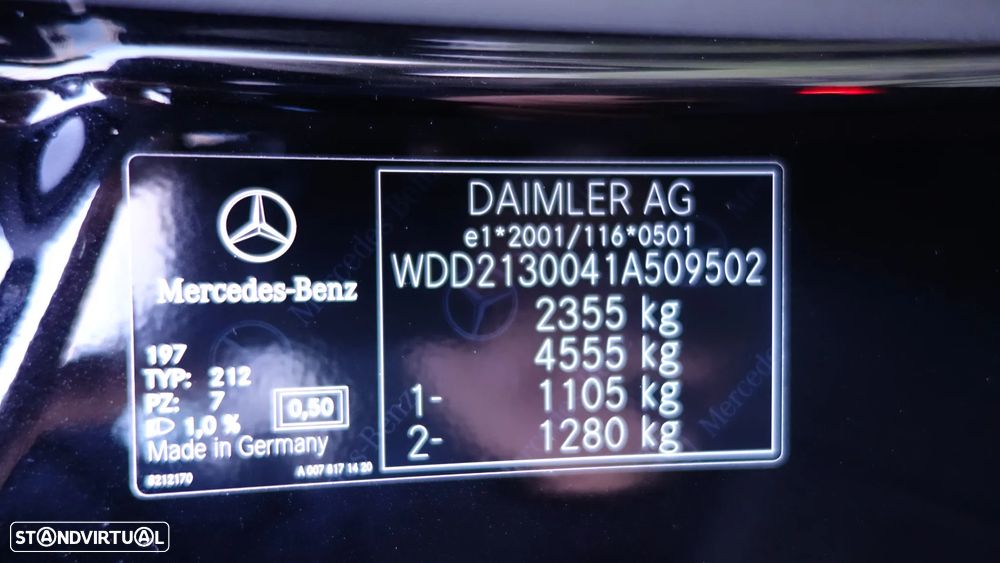 Mercedes-Benz
197
TYP: 212
PZ: 7
1,0 %
0,50
Made in Germany
8212170
A 007 817 14 20
DAIMLER AG
e1*2001/116*0501
WDD2130041A509502
2355 kg
4555 kg
1- 1105 kg
2- 1280 kg
STANDVIRTUAL